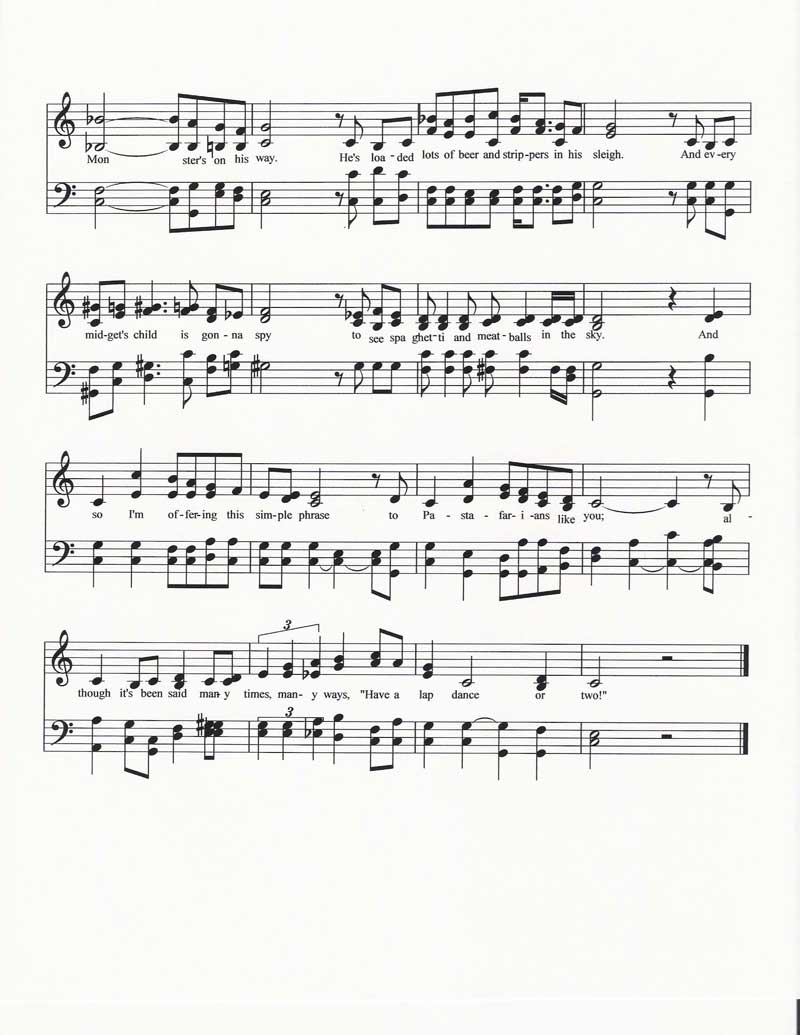 Mon ster's on his way. He's loa-ded lots of beer and strip-pers in his sleigh. And ev-ery
mid-get's child is gon-na spy to see spa ghet-ti and meat-balls in the sky. And
so I'm of-fer-ing this sim-ple phrase to Pa-sta-far-i-ans like you; al-
3
though it's been said man-y times, man-y ways, "Have a lap dance or two!"
3